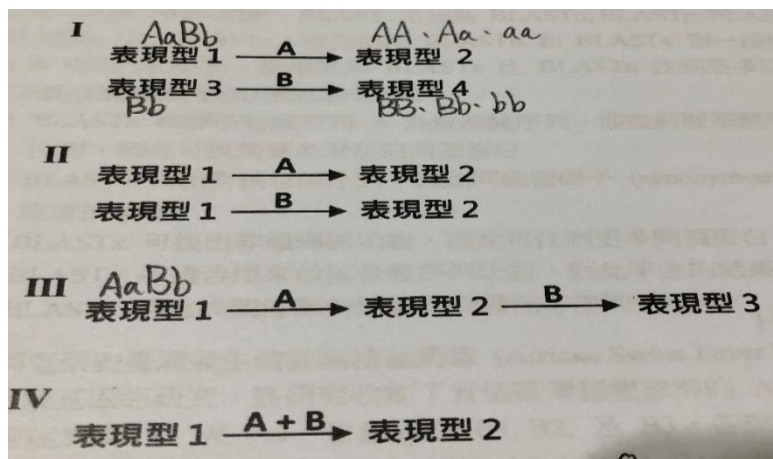 I AaBb AA、Aa、aa
表現型 1 A 表現型 2
表現型 3 B 表現型 4
Bb BB、Bb、bb
II
表現型 1 A 表現型 2
表現型 1 B 表現型 2
III AaBb
表現型 1 A 表現型 2 B 表現型 3
IV
表現型 1 A + B 表現型 2